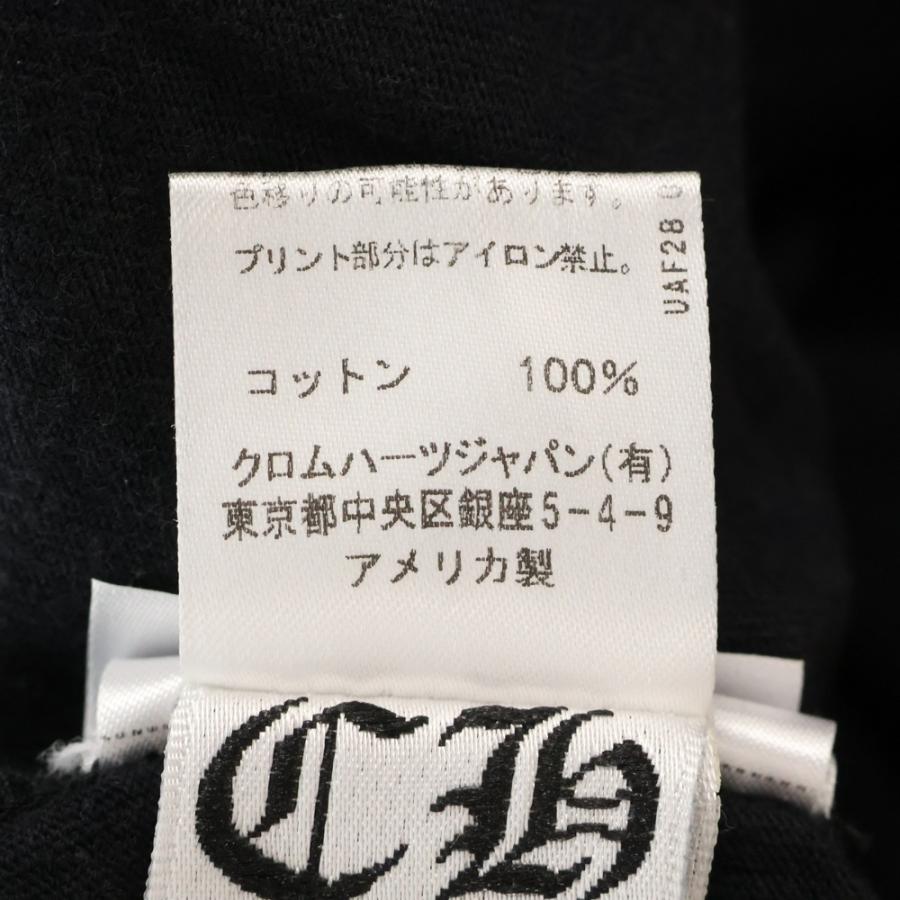 色移りの可能性があります。
プリント部分はアイロン禁止。
UAF28
コットン 100%
クロムハーツジャパン(有)
東京都中央区銀座5-4-9
アメリカ製
CH